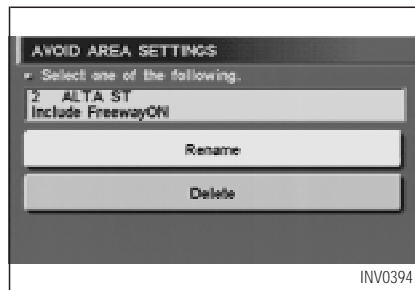 AVOID AREA SETTINGS
Select one of the following.
2 ALTA ST
Include FreewayON
Rename
Delete
INV0394